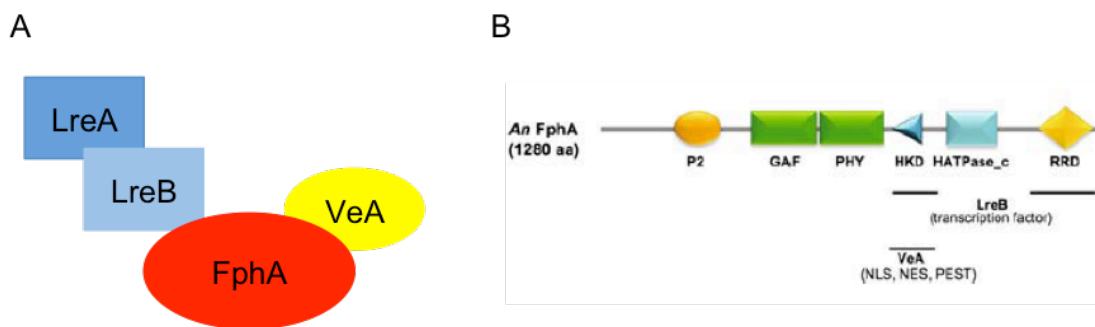 A
B
LreA
LreB
VeA
FphA
An FphA
(1280 aa)
P2
GAF
PHY
HKD
HATPase_c
RRD
LreB
(transcription factor)
VeA
(NLS, NES, PEST)